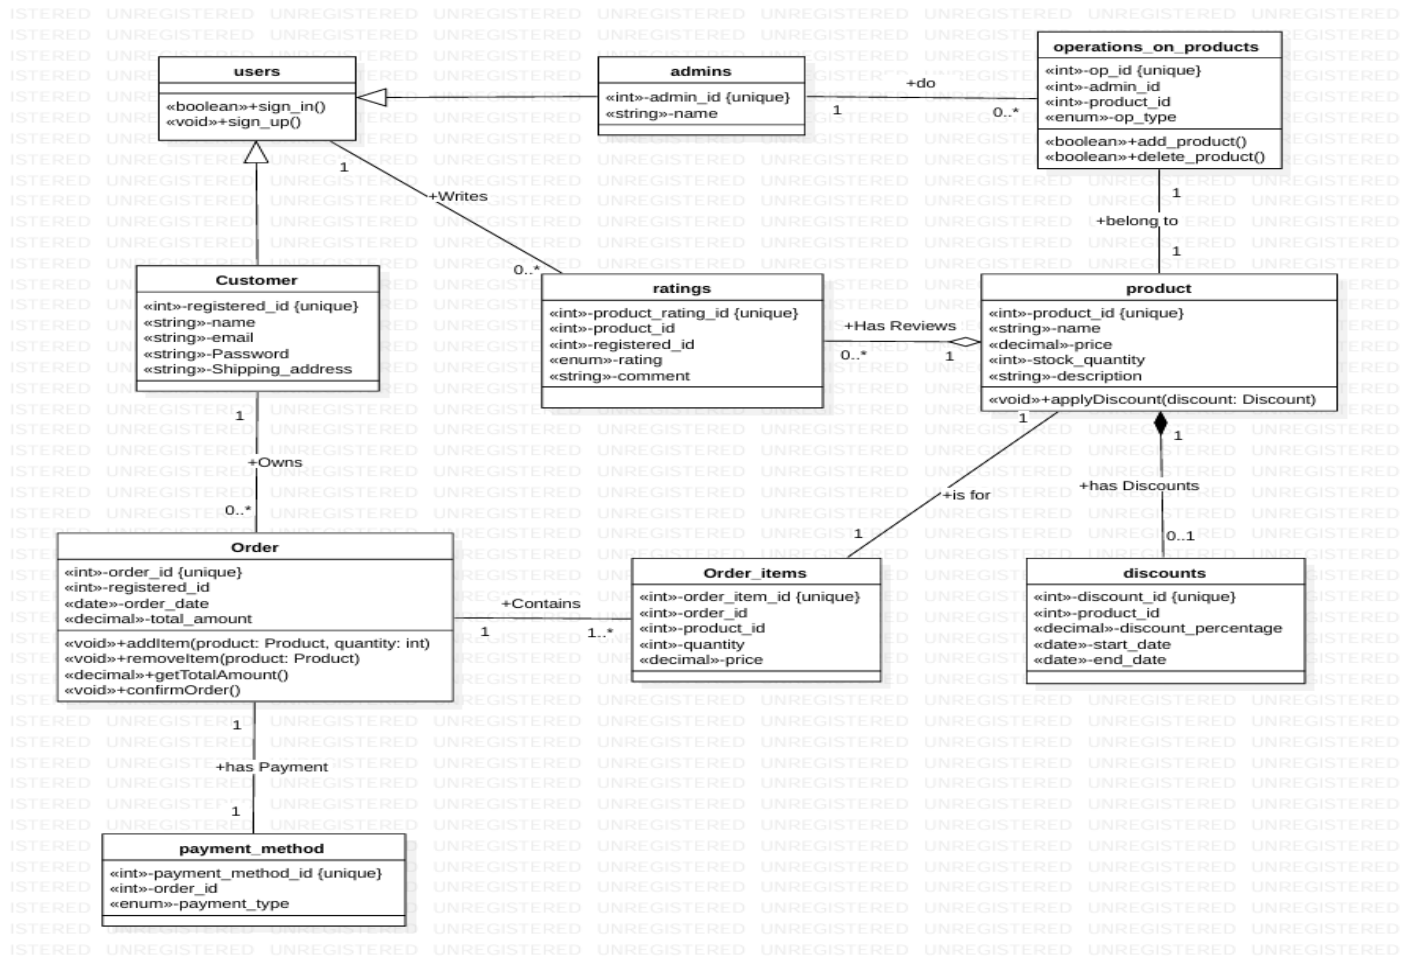 users
«boolean»+sign_in()
«void»+sign_up()
admins
«int»-admin_id {unique}
«string»-name
+do
1
0..*
operations_on_products
«int»-op_id {unique}
«int»-admin_id
«int»-product_id
«enum»-op_type
«boolean»+add_product()
«boolean»+delete_product()
1
+Writes
0..*
1
+belong to
1
Customer
«int»-registered_id {unique}
«string»-name
«string»-email
«string»-Password
«string»-Shipping_address
ratings
«int»-product_rating_id {unique}
«int»-product_id
«int»-registered_id
«enum»-rating
«string»-comment
+Has Reviews
0..*
1
product
«int»-product_id {unique}
«string»-name
«decimal»-price
«int»-stock_quantity
«string»-description
«void»+applyDiscount(discount: Discount)
1
+Owns
0..*
1
+is for
1
1
+has Discounts
0..1
Order
«int»-order_id {unique}
«int»-registered_id
«date»-order_date
«decimal»-total_amount
«void»+addItem(product: Product, quantity: int)
«void»+removeItem(product: Product)
«decimal»+getTotalAmount()
«void»+confirmOrder()
+Contains
1
1..*
Order_items
«int»-order_item_id {unique}
«int»-order_id
«int»-product_id
«int»-quantity
«decimal»-price
discounts
«int»-discount_id {unique}
«int»-product_id
«decimal»-discount_percentage
«date»-start_date
«date»-end_date
1
+has Payment
1
payment_method
«int»-payment_method_id {unique}
«int»-order_id
«enum»-payment_type
UNREGISTERED